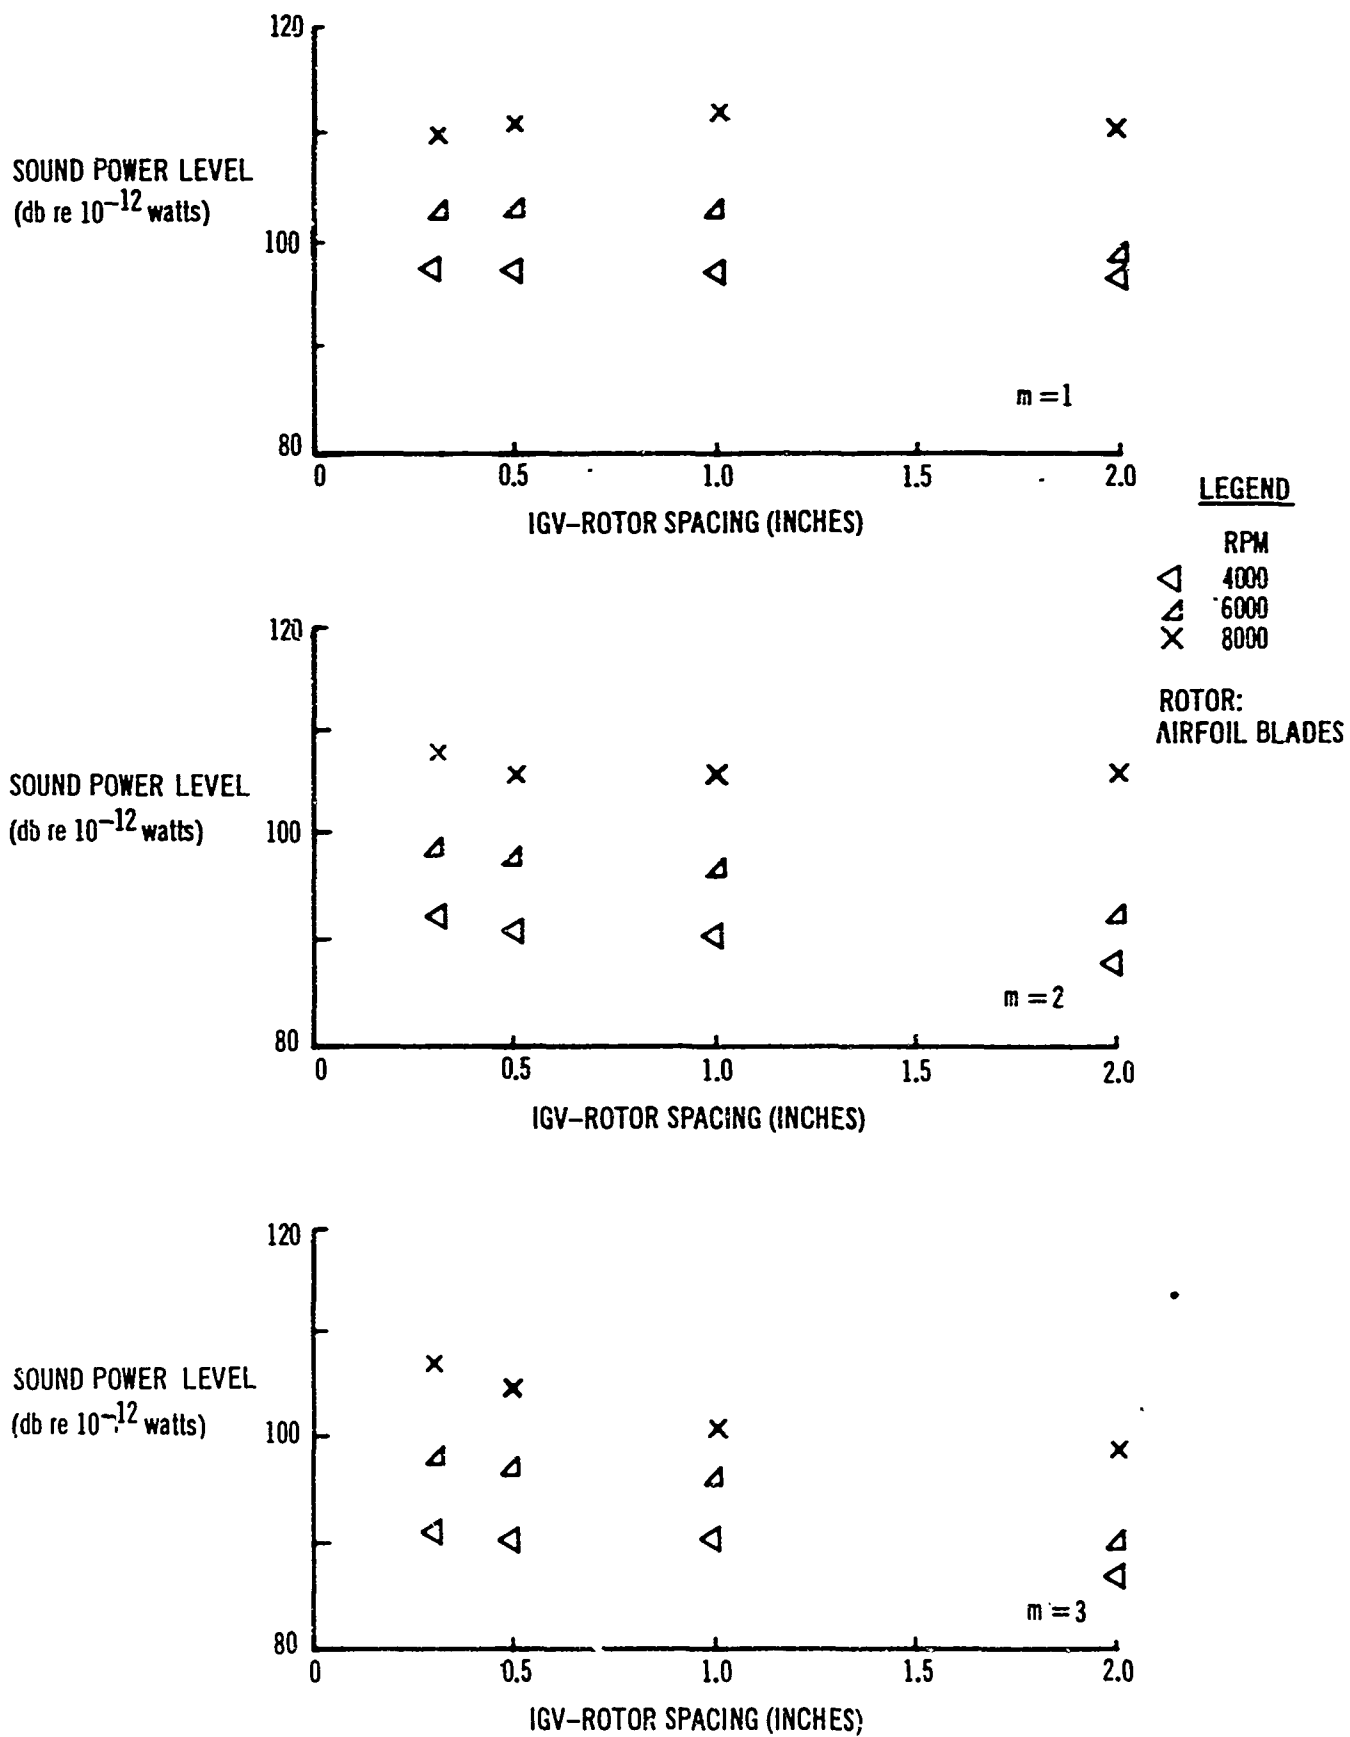 120
SOUND POWER LEVEL
(db re 10⁻¹² watts)
100
80
m = 1
0 0.5 1.0 1.5 2.0
IGV–ROTOR SPACING (INCHES)
LEGEND
RPM
4000
6000
8000
ROTOR:
AIRFOIL BLADES
120
SOUND POWER LEVEL
(db re 10⁻¹² watts)
100
80
m = 2
0 0.5 1.0 1.5 2.0
IGV–ROTOR SPACING (INCHES)
120
SOUND POWER LEVEL
(db re 10⁻¹² watts)
100
80
m = 3
0 0.5 1.0 1.5 2.0
IGV–ROTOR SPACING (INCHES)